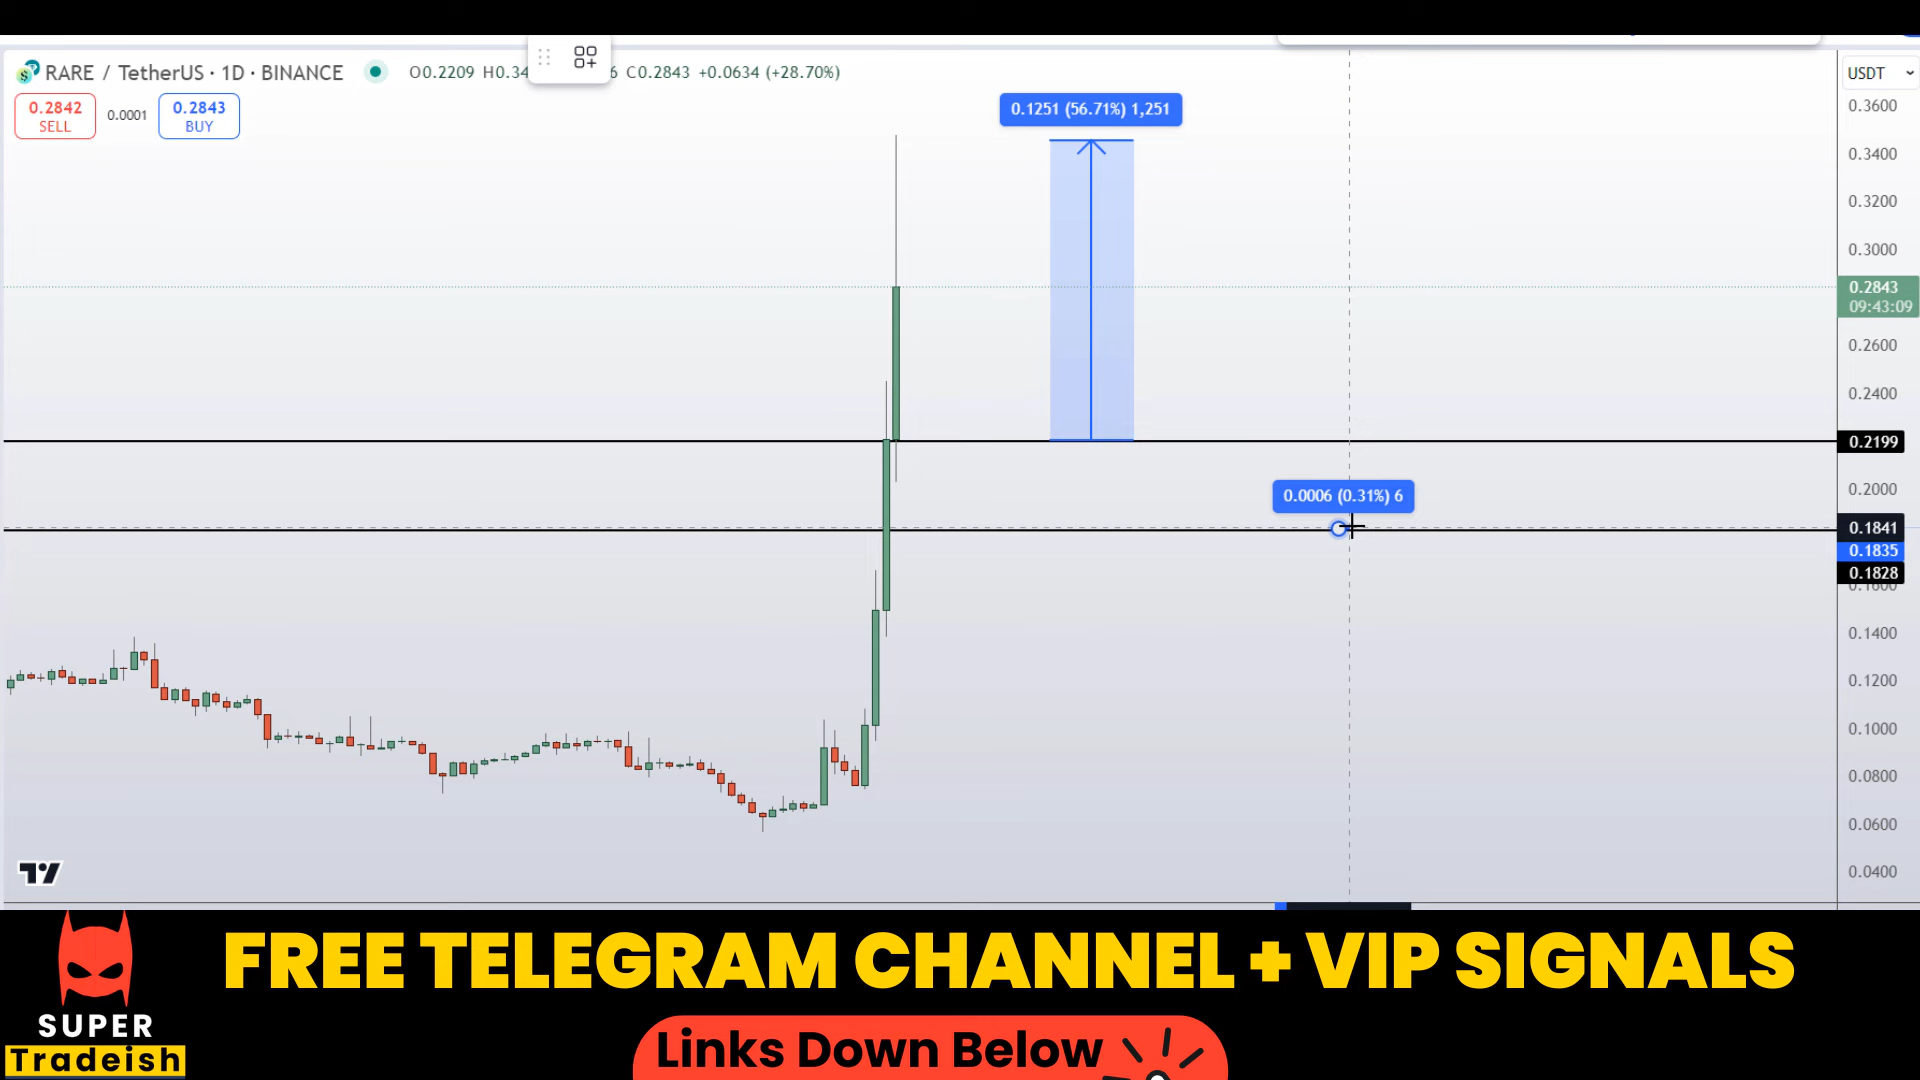 RARE / TetherUS · 1D · BINANCE
O0.2209 H0.34 6 C0.2843 +0.0634 (+28.70%)
0.2842
SELL
0.0001
0.2843
BUY
0.1251 (56.71%) 1,251
0.0006 (0.31%) 6
USDT
0.3600
0.3400
0.3200
0.3000
0.2843
09:43:09
0.2600
0.2400
0.2199
0.2000
0.1841
0.1835
0.1828
0.1600
0.1400
0.1200
0.1000
0.0800
0.0600
0.0400
SUPER
Tradeish
FREE TELEGRAM CHANNEL + VIP SIGNALS
Links Down Below